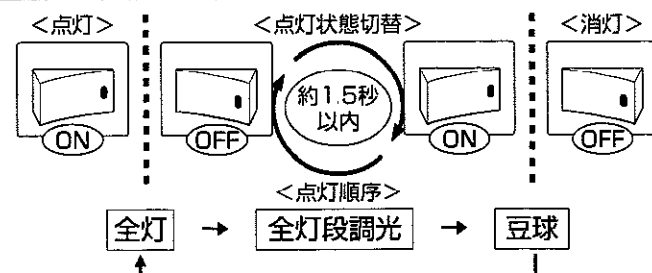 <点灯>
<点灯状態切替>
<消灯>
約1.5秒
以内
ON
OFF
ON
OFF
<点灯順序>
全灯 → 全灯段調光 → 豆球